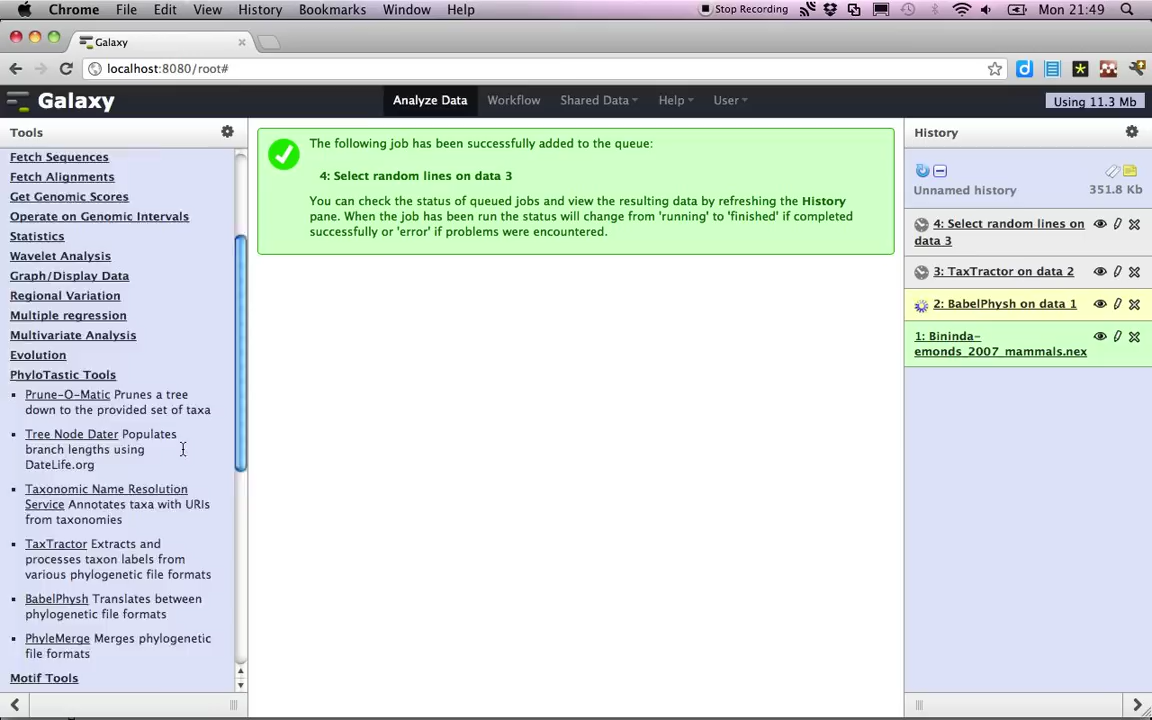 Chrome File Edit View History Bookmarks Window Help Stop Recording Mon 21:49
Galaxy
localhost:8080/root#
Galaxy Analyze Data Workflow Shared Data Help User Using 11.3 Mb
Tools
Fetch Sequences
Fetch Alignments
Get Genomic Scores
Operate on Genomic Intervals
Statistics
Wavelet Analysis
Graph/Display Data
Regional Variation
Multiple regression
Multivariate Analysis
Evolution
PhyloTastic Tools
Prune-O-Matic Prunes a tree
down to the provided set of taxa
Tree Node Dater Populates
branch lengths using
DateLife.org
Taxonomic Name Resolution
Service Annotates taxa with URIs
from taxonomies
TaxTractor Extracts and
processes taxon labels from
various phylogenetic file formats
BabelPhysh Translates between
phylogenetic file formats
PhyleMerge Merges phylogenetic
file formats
Motif Tools
The following job has been successfully added to the queue:
4: Select random lines on data 3
You can check the status of queued jobs and view the resulting data by refreshing the History
pane. When the job has been run the status will change from 'running' to 'finished' if completed
successfully or 'error' if problems were encountered.
History
Unnamed history 351.8 Kb
4: Select random lines on
data 3
3: TaxTractor on data 2
2: BabelPhysh on data 1
1: Bininda-
emonds_2007_mammals.nex